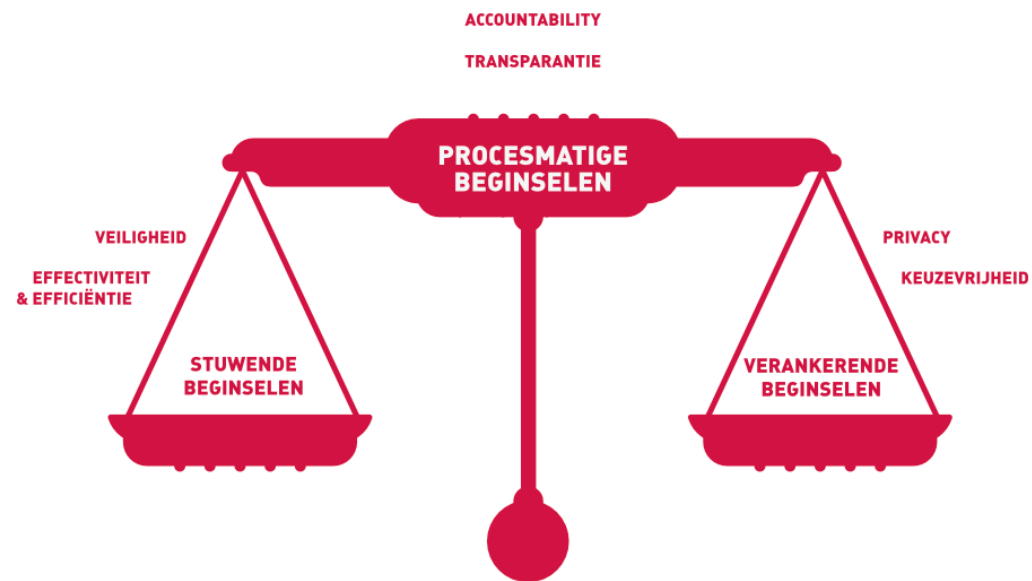 ACCOUNTABILITY
TRANSPARANTIE
PROCESMATIGE
BEGINSELEN
VEILIGHEID
EFFECTIVITEIT
& EFFICIËNTIE
STUWENDE
BEGINSELEN
PRIVACY
KEUZEVRIJHEID
VERANKERENDE
BEGINSELEN